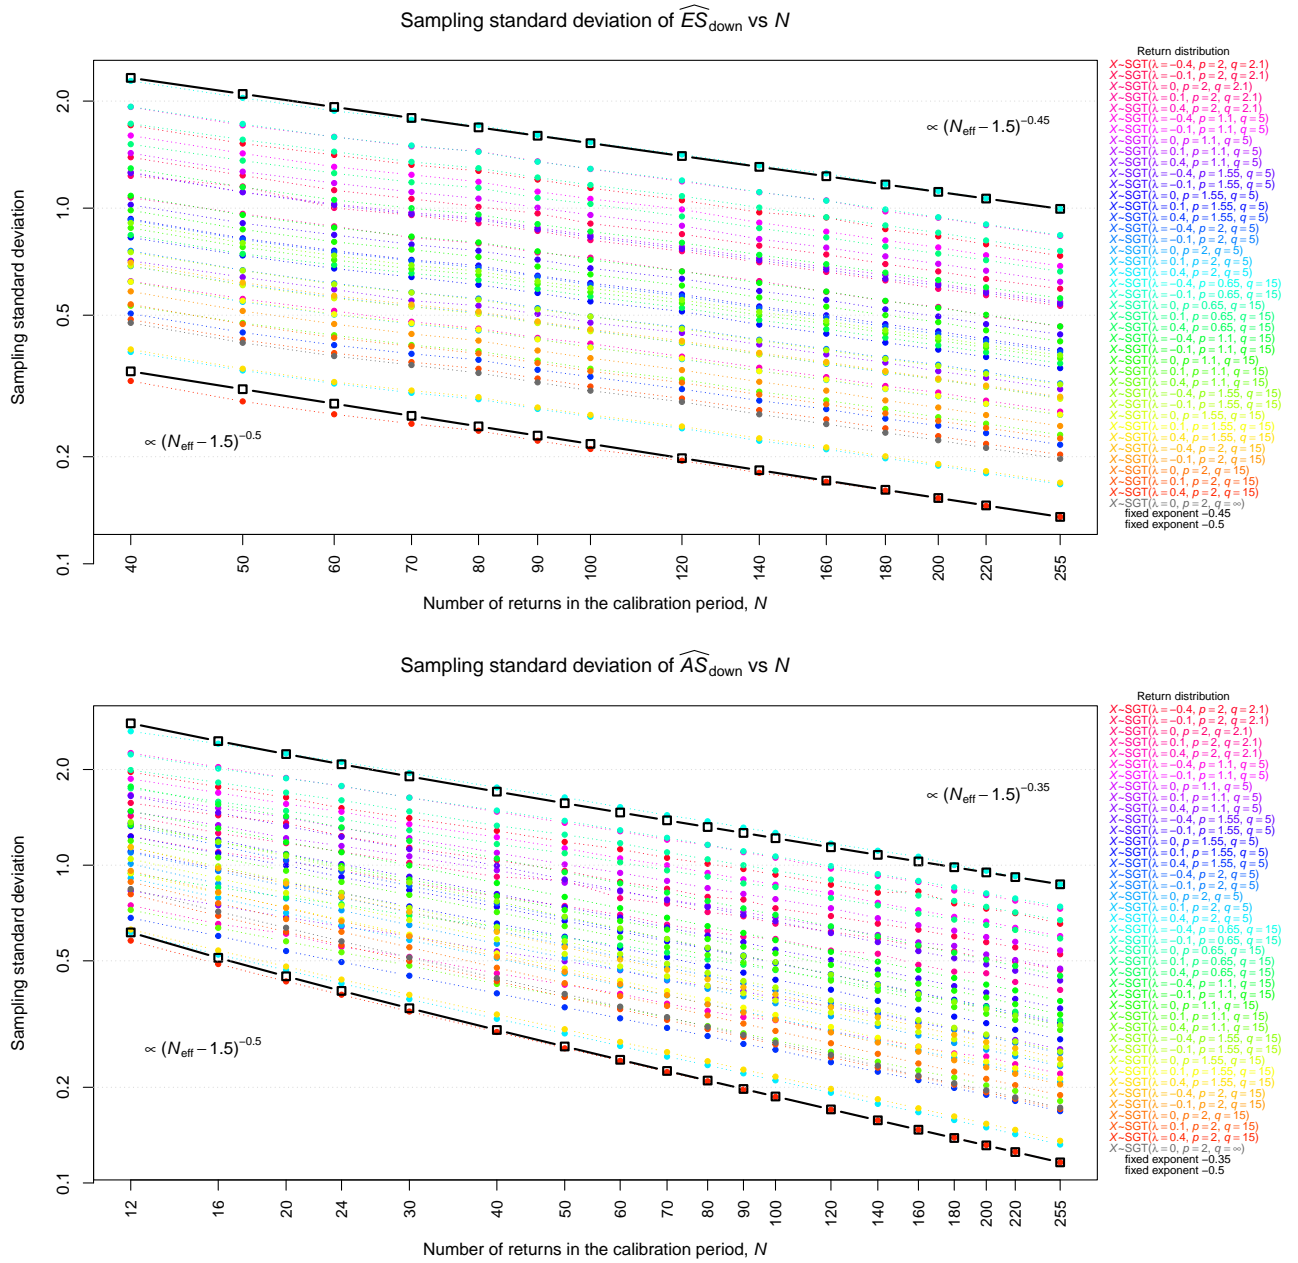 Sampling standard deviation of $\widehat{ES}_{\text{down}}$ vs N
Sampling standard deviation
2.0
1.0
0.5
0.2
0.1
∝ (N_eff − 1.5)^−0.45
∝ (N_eff − 1.5)^−0.5
40 50 60 70 80 90 100 120 140 160 180 200 220 255
Number of returns in the calibration period, N
Return distribution
X~SGT(λ = −0.4, p = 2, q = 2.1)
X~SGT(λ = −0.1, p = 2, q = 2.1)
X~SGT(λ = 0, p = 2, q = 2.1)
X~SGT(λ = 0.1, p = 2, q = 2.1)
X~SGT(λ = 0.4, p = 2, q = 2.1)
X~SGT(λ = −0.4, p = 1.1, q = 5)
X~SGT(λ = −0.1, p = 1.1, q = 5)
X~SGT(λ = 0, p = 1.1, q = 5)
X~SGT(λ = 0.1, p = 1.1, q = 5)
X~SGT(λ = 0.4, p = 1.1, q = 5)
X~SGT(λ = −0.4, p = 1.55, q = 5)
X~SGT(λ = −0.1, p = 1.55, q = 5)
X~SGT(λ = 0, p = 1.55, q = 5)
X~SGT(λ = 0.1, p = 1.55, q = 5)
X~SGT(λ = 0.4, p = 1.55, q = 5)
X~SGT(λ = −0.4, p = 2, q = 5)
X~SGT(λ = −0.1, p = 2, q = 5)
X~SGT(λ = 0, p = 2, q = 5)
X~SGT(λ = 0.1, p = 2, q = 5)
X~SGT(λ = 0.4, p = 2, q = 5)
X~SGT(λ = −0.4, p = 0.65, q = 15)
X~SGT(λ = −0.1, p = 0.65, q = 15)
X~SGT(λ = 0, p = 0.65, q = 15)
X~SGT(λ = 0.1, p = 0.65, q = 15)
X~SGT(λ = 0.4, p = 0.65, q = 15)
X~SGT(λ = −0.4, p = 1.1, q = 15)
X~SGT(λ = −0.1, p = 1.1, q = 15)
X~SGT(λ = 0, p = 1.1, q = 15)
X~SGT(λ = 0.1, p = 1.1, q = 15)
X~SGT(λ = 0.4, p = 1.1, q = 15)
X~SGT(λ = −0.4, p = 1.55, q = 15)
X~SGT(λ = −0.1, p = 1.55, q = 15)
X~SGT(λ = 0, p = 1.55, q = 15)
X~SGT(λ = 0.1, p = 1.55, q = 15)
X~SGT(λ = 0.4, p = 1.55, q = 15)
X~SGT(λ = −0.4, p = 2, q = 15)
X~SGT(λ = −0.1, p = 2, q = 15)
X~SGT(λ = 0, p = 2, q = 15)
X~SGT(λ = 0.1, p = 2, q = 15)
X~SGT(λ = 0.4, p = 2, q = 15)
X~SGT(λ = 0, p = 2, q = ∞)
fixed exponent −0.45
fixed exponent −0.5
Sampling standard deviation of $\widehat{AS}_{\text{down}}$ vs N
Sampling standard deviation
2.0
1.0
0.5
0.2
0.1
∝ (N_eff − 1.5)^−0.35
∝ (N_eff − 1.5)^−0.5
12 16 20 24 30 40 50 60 70 80 90 100 120 140 160 180 200 220 255
Number of returns in the calibration period, N
Return distribution
X~SGT(λ = −0.4, p = 2, q = 2.1)
X~SGT(λ = −0.1, p = 2, q = 2.1)
X~SGT(λ = 0, p = 2, q = 2.1)
X~SGT(λ = 0.1, p = 2, q = 2.1)
X~SGT(λ = 0.4, p = 2, q = 2.1)
X~SGT(λ = −0.4, p = 1.1, q = 5)
X~SGT(λ = −0.1, p = 1.1, q = 5)
X~SGT(λ = 0, p = 1.1, q = 5)
X~SGT(λ = 0.1, p = 1.1, q = 5)
X~SGT(λ = 0.4, p = 1.1, q = 5)
X~SGT(λ = −0.4, p = 1.55, q = 5)
X~SGT(λ = −0.1, p = 1.55, q = 5)
X~SGT(λ = 0, p = 1.55, q = 5)
X~SGT(λ = 0.1, p = 1.55, q = 5)
X~SGT(λ = 0.4, p = 1.55, q = 5)
X~SGT(λ = −0.4, p = 2, q = 5)
X~SGT(λ = −0.1, p = 2, q = 5)
X~SGT(λ = 0, p = 2, q = 5)
X~SGT(λ = 0.1, p = 2, q = 5)
X~SGT(λ = 0.4, p = 2, q = 5)
X~SGT(λ = −0.4, p = 0.65, q = 15)
X~SGT(λ = −0.1, p = 0.65, q = 15)
X~SGT(λ = 0, p = 0.65, q = 15)
X~SGT(λ = 0.1, p = 0.65, q = 15)
X~SGT(λ = 0.4, p = 0.65, q = 15)
X~SGT(λ = −0.4, p = 1.1, q = 15)
X~SGT(λ = −0.1, p = 1.1, q = 15)
X~SGT(λ = 0, p = 1.1, q = 15)
X~SGT(λ = 0.1, p = 1.1, q = 15)
X~SGT(λ = 0.4, p = 1.1, q = 15)
X~SGT(λ = −0.4, p = 1.55, q = 15)
X~SGT(λ = −0.1, p = 1.55, q = 15)
X~SGT(λ = 0, p = 1.55, q = 15)
X~SGT(λ = 0.1, p = 1.55, q = 15)
X~SGT(λ = 0.4, p = 1.55, q = 15)
X~SGT(λ = −0.4, p = 2, q = 15)
X~SGT(λ = −0.1, p = 2, q = 15)
X~SGT(λ = 0, p = 2, q = 15)
X~SGT(λ = 0.1, p = 2, q = 15)
X~SGT(λ = 0.4, p = 2, q = 15)
X~SGT(λ = 0, p = 2, q = ∞)
fixed exponent −0.35
fixed exponent −0.5